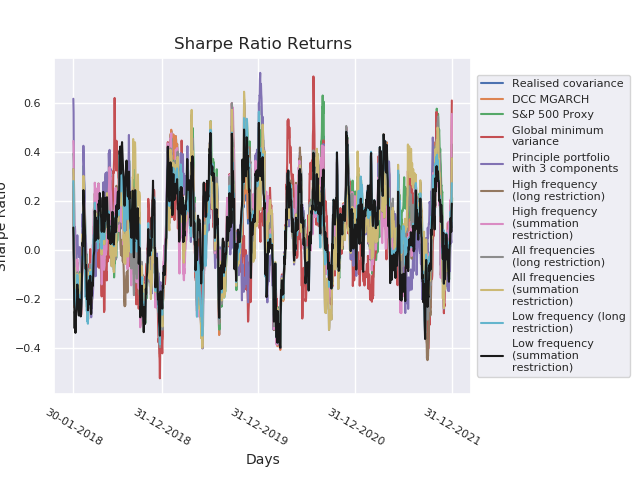 Sharpe Ratio Returns
Sharpe Ratio
0.6
0.4
0.2
0.0
−0.2
−0.4
30-01-2018
31-12-2018
31-12-2019
31-12-2020
31-12-2021
Days
Realised covariance
DCC MGARCH
S&P 500 Proxy
Global minimum
variance
Principle portfolio
with 3 components
High frequency
(long restriction)
High frequency
(summation
restriction)
All frequencies
(long restriction)
All frequencies
(summation
restriction)
Low frequency (long
restriction)
Low frequency
(summation
restriction)